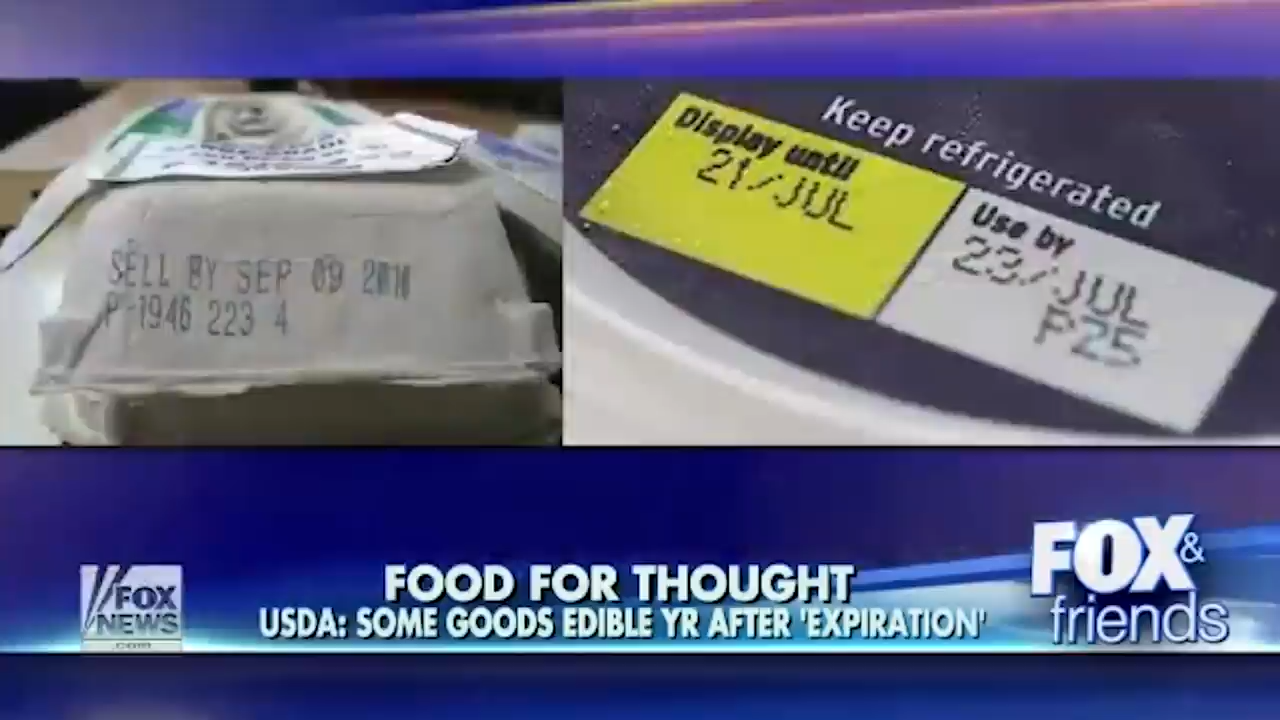 SELL BY SEP 09 2010
P-1946 223 4
Keep refrigerated
Display until
21/JUL
Use by
23/JUL
P25
FOOD FOR THOUGHT
USDA: SOME GOODS EDIBLE YR AFTER 'EXPIRATION'
FOX
NEWS
.com
FOX &
friends